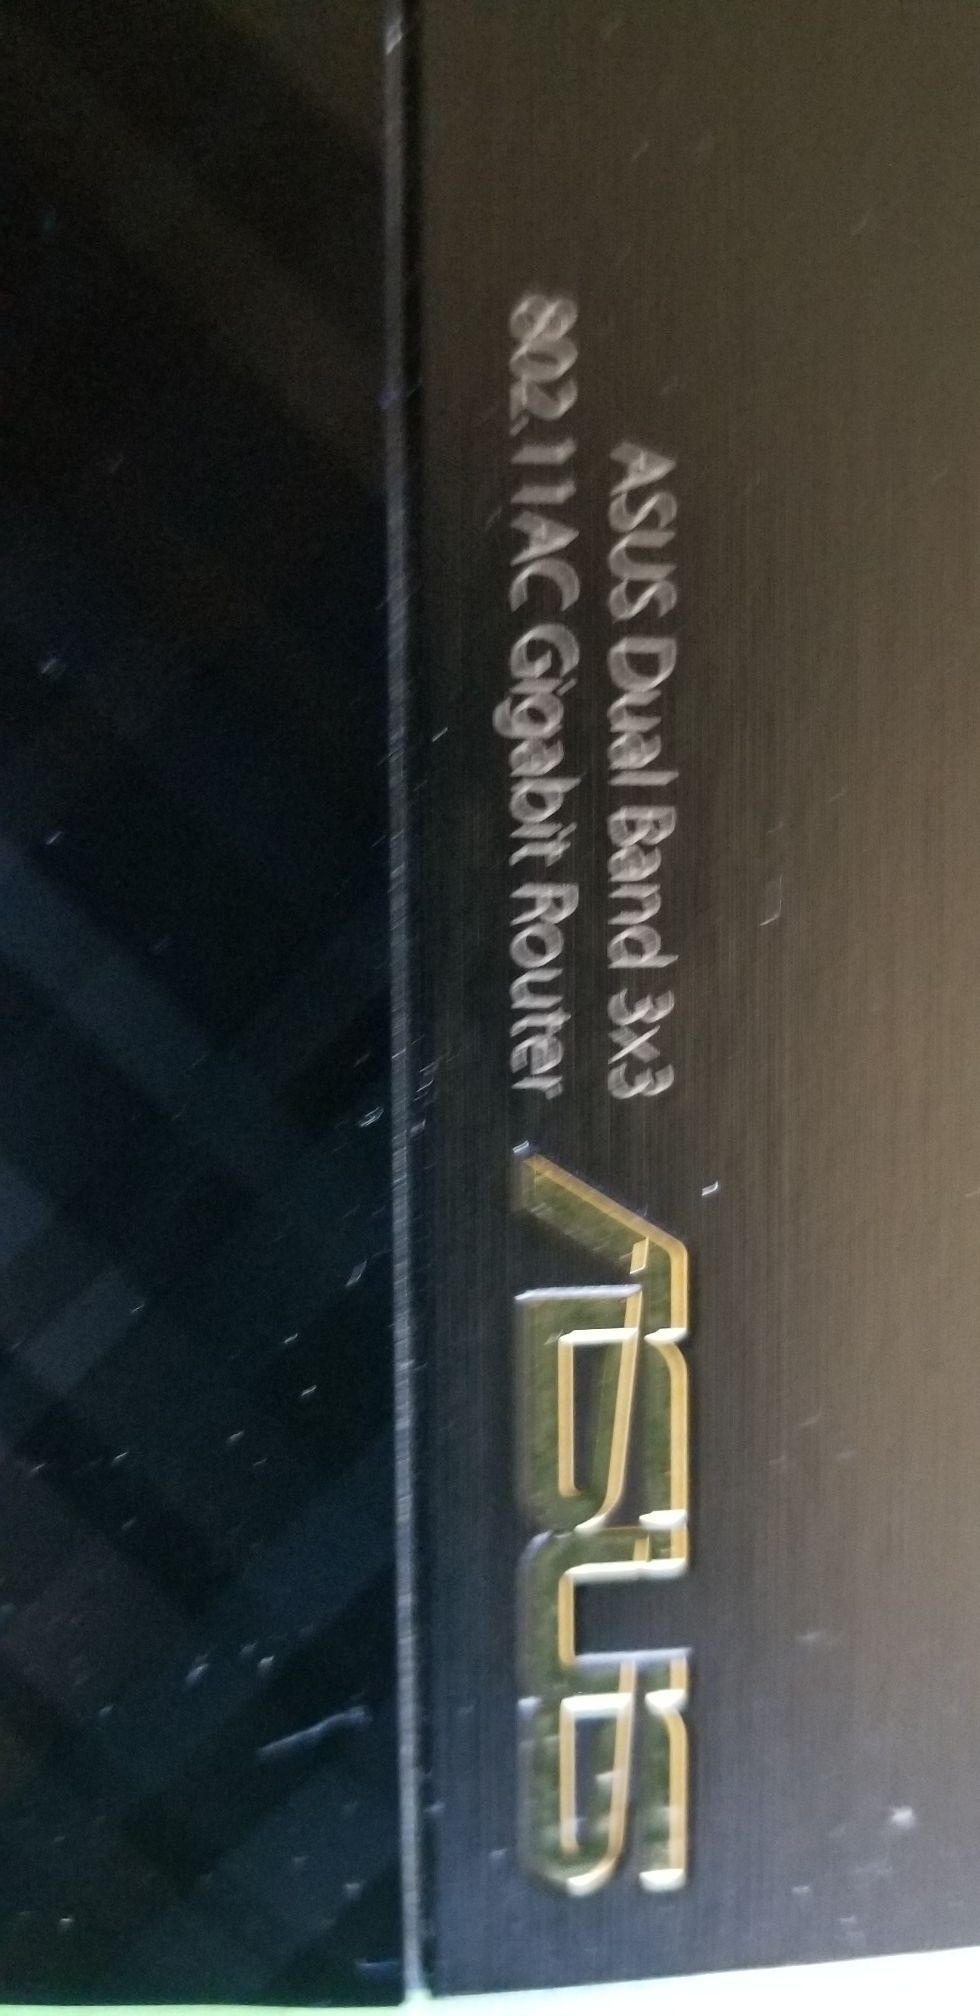 ASUS Dual Band 3x3
802.11AC Gigabit Router
ASUS